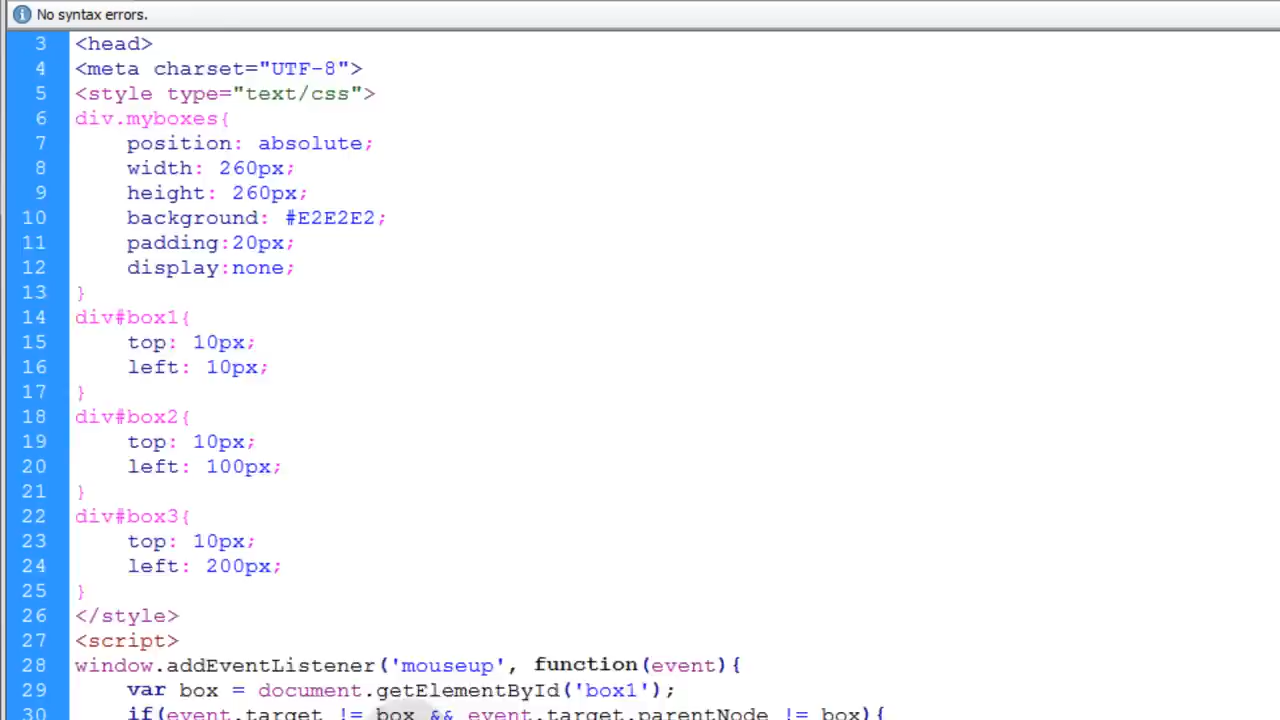 No syntax errors.
3 <head>
4 <meta charset="UTF-8">
5 <style type="text/css">
6 div.myboxes{
7 position: absolute;
8 width: 260px;
9 height: 260px;
10 background: #E2E2E2;
11 padding:20px;
12 display:none;
13 }
14 div#box1{
15 top: 10px;
16 left: 10px;
17 }
18 div#box2{
19 top: 10px;
20 left: 100px;
21 }
22 div#box3{
23 top: 10px;
24 left: 200px;
25 }
26 </style>
27 <script>
28 window.addEventListener('mouseup', function(event){
29 var box = document.getElementById('box1');
30 if(event.target != box && event.target.parentNode != box){